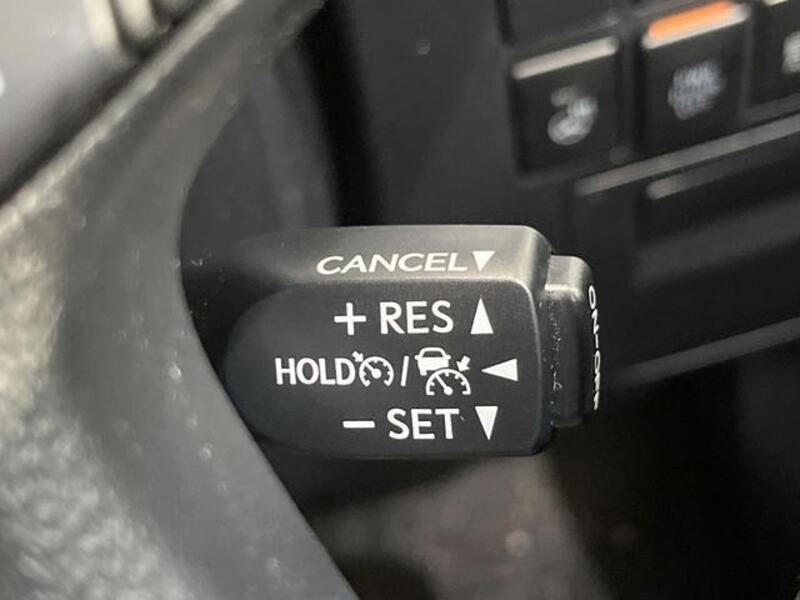 CANCEL▼
+ RES ▲
HOLD / ◀
− SET ▼
ON-OFF